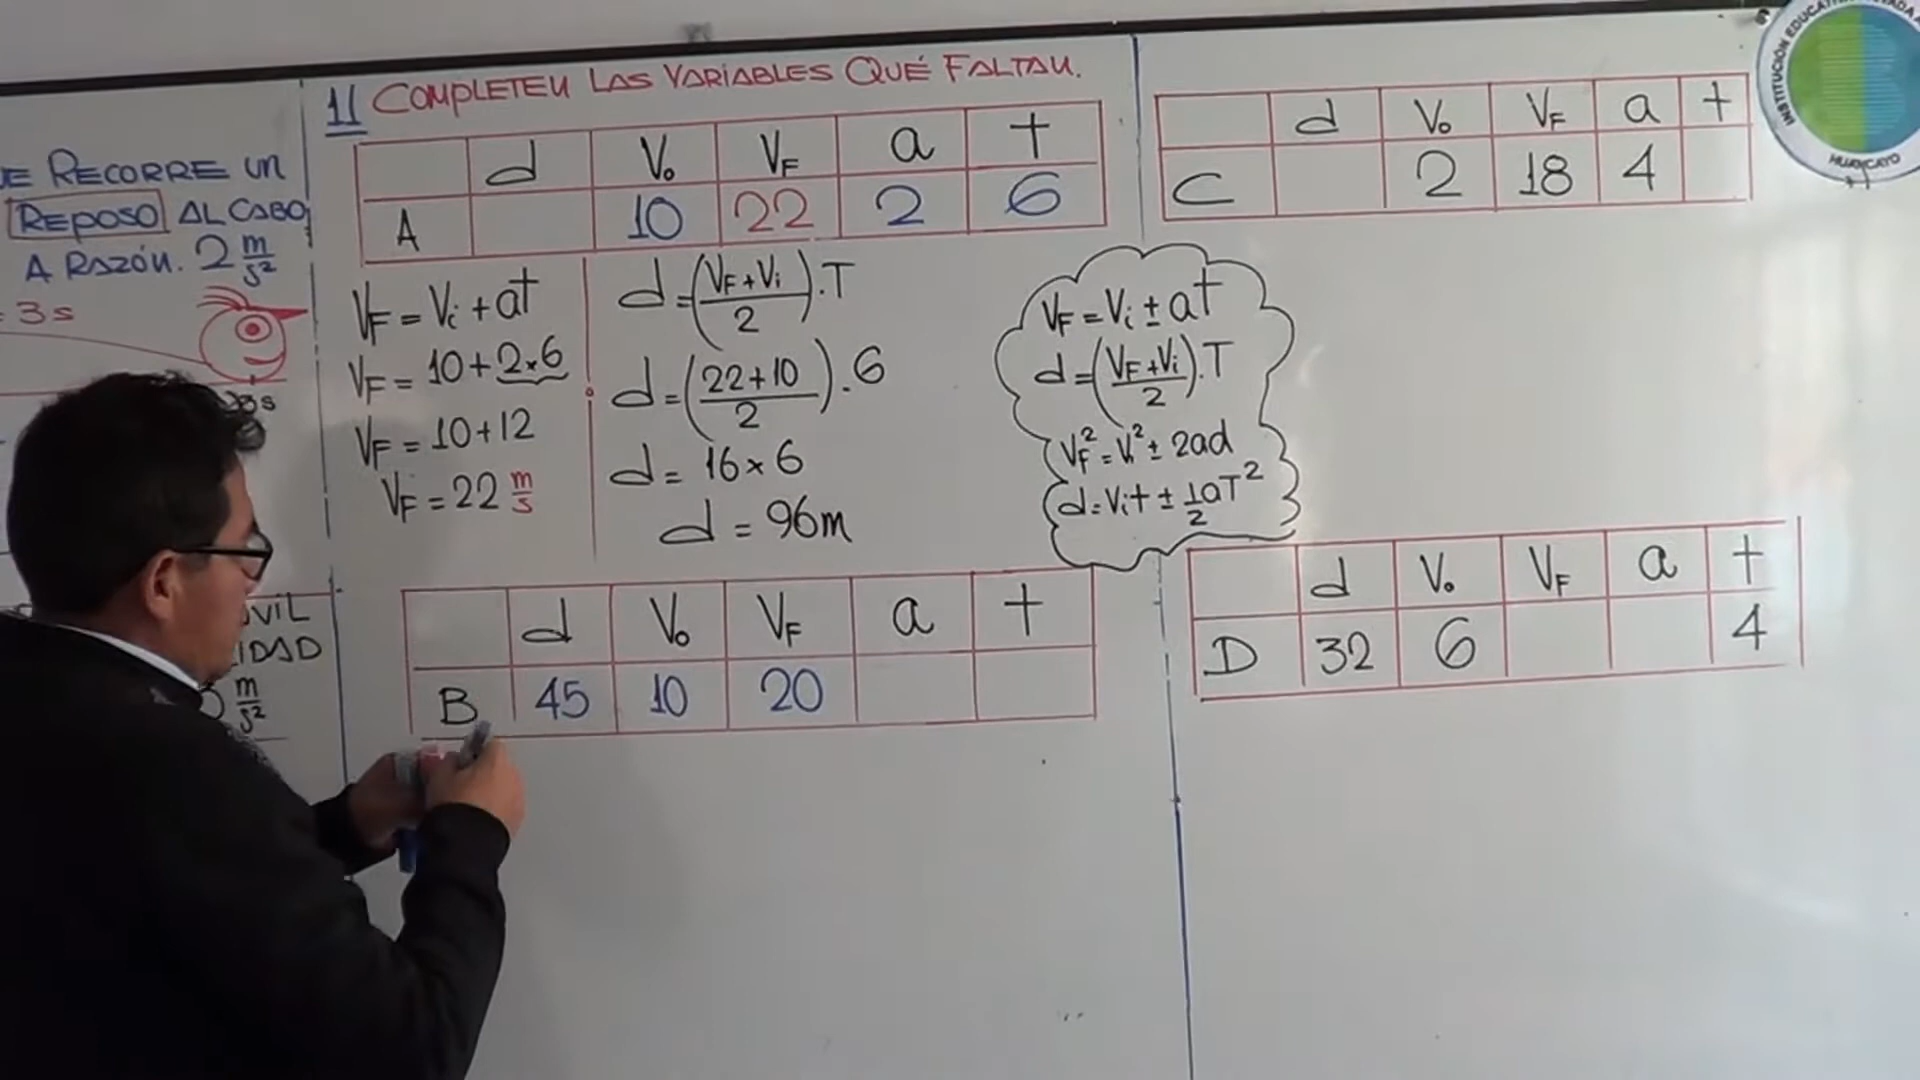 1| COMPLETEN LAS VARIABLES QUÉ FALTAN.
d V₀ V_F a t
A 10 22 2 6
V_F = V_i + at
V_F = 10 + 2×6
V_F = 10 + 12
V_F = 22 m/s
d = (V_F + V_i / 2) . T
d = (22 + 10 / 2) . 6
d = 16 × 6
d = 96m
V_F = V_i ± at
d = (V_F + V_i / 2) . T
V_F² = V_i² ± 2ad
d = V_i t ± 1/2 aT²
d V₀ V_F a t
B 45 10 20
d V₀ V_F a t
C 2 18 4
d V₀ V_F a t
D 32 6 4
RECORRE UN
REPOSO AL CABO
A RAZÓN. 2 m/s²
= 3s
3s
m/s²
HUANCAYO